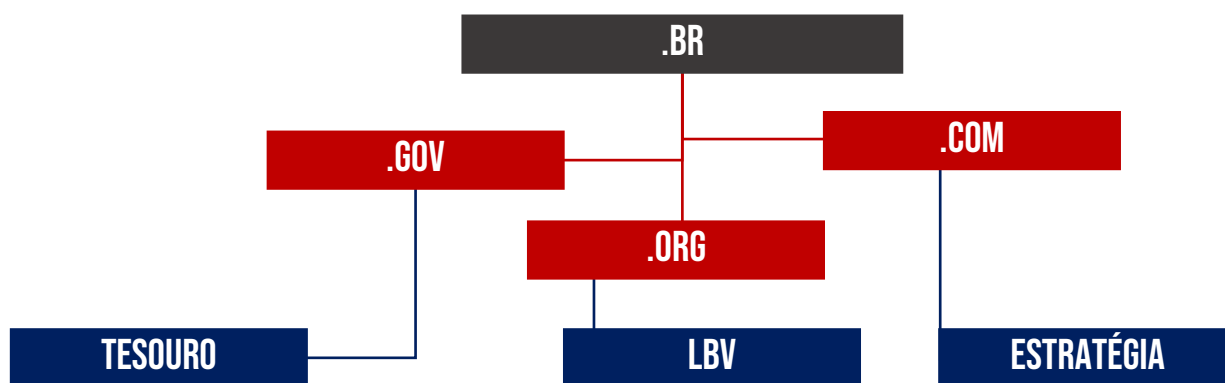 .BR
.GOV
.COM
.ORG
TESOURO
LBV
ESTRATÉGIA